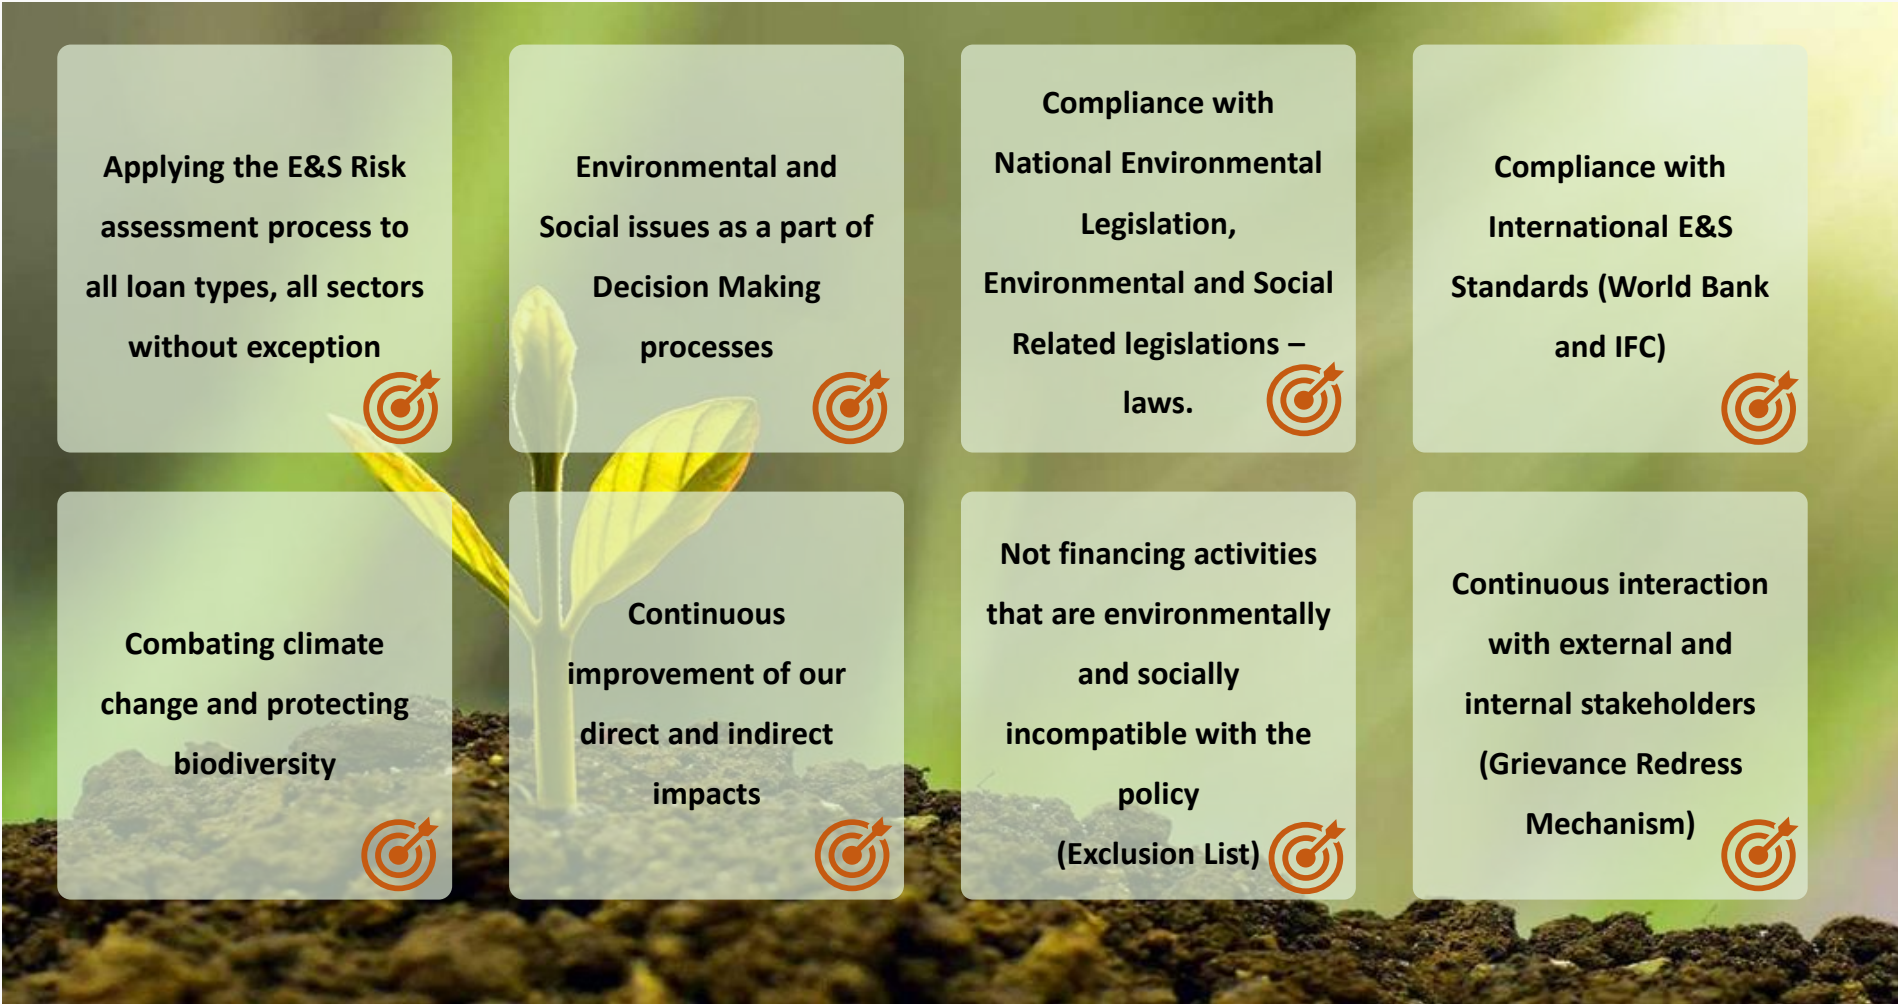 Applying the E&S Risk
assessment process to
all loan types, all sectors
without exception
Environmental and
Social issues as a part of
Decision Making
processes
Compliance with
National Environmental
Legislation,
Environmental and Social
Related legislations –
laws.
Compliance with
International E&S
Standards (World Bank
and IFC)
Combating climate
change and protecting
biodiversity
Continuous
improvement of our
direct and indirect
impacts
Not financing activities
that are environmentally
and socially
incompatible with the
policy
(Exclusion List)
Continuous interaction
with external and
internal stakeholders
(Grievance Redress
Mechanism)